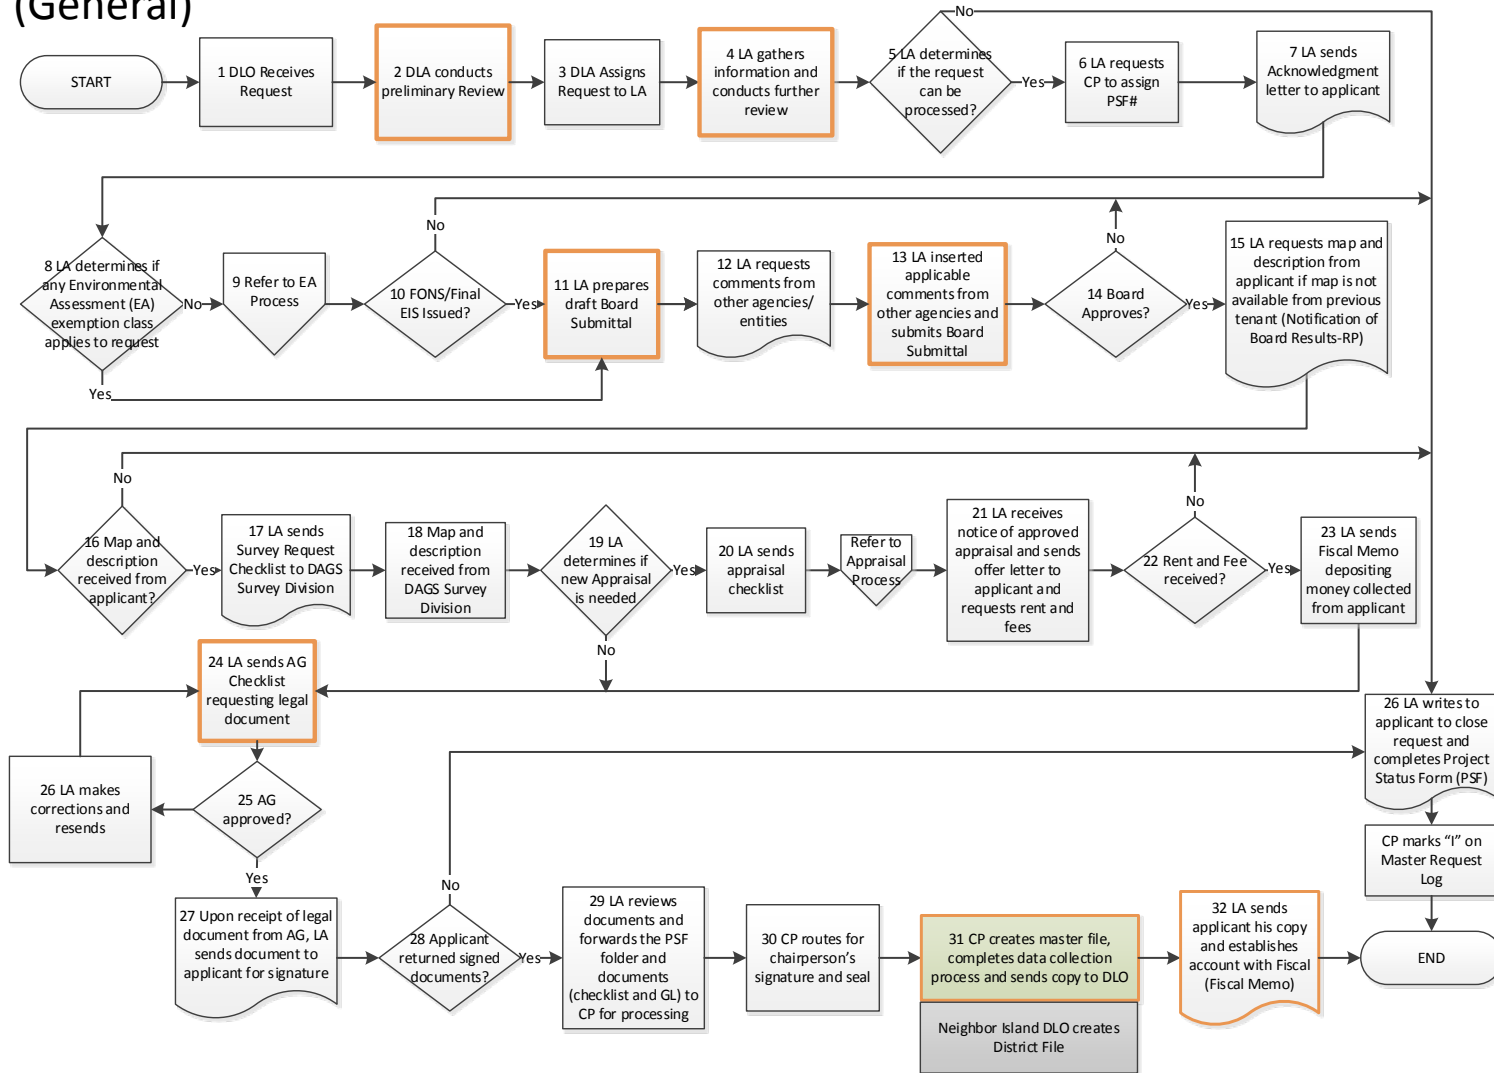 (General)
START
1 DLO Receives
Request
2 DLA conducts
preliminary Review
3 DLA Assigns
Request to LA
4 LA gathers
information and
conducts further
review
5 LA determines
if the request
can be
processed?
No
Yes
6 LA requests
CP to assign
PSF#
7 LA sends
Acknowledgment
letter to applicant
8 LA determines if
any Environmental
Assessment (EA)
exemption class
applies to request
No
Yes
9 Refer to EA
Process
10 FONS/Final
EIS Issued?
No
Yes
11 LA prepares
draft Board
Submittal
12 LA requests
comments from
other agencies/
entities
13 LA inserted
applicable
comments from
other agencies and
submits Board
Submittal
14 Board
Approves?
No
Yes
15 LA requests map and
description from
applicant if map is not
available from previous
tenant (Notification of
Board Results-RP)
16 Map and
description
received from
applicant?
No
Yes
17 LA sends
Survey Request
Checklist to DAGS
Survey Division
18 Map and
description
received from
DAGS Survey
Division
19 LA
determines if
new Appraisal
is needed
Yes
No
20 LA sends
appraisal
checklist
Refer to
Appraisal
Process
21 LA receives
notice of approved
appraisal and sends
offer letter to
applicant and
requests rent and
fees
22 Rent and Fee
received?
No
Yes
23 LA sends
Fiscal Memo
depositing
money collected
from applicant
24 LA sends AG
Checklist
requesting legal
document
25 AG
approved?
Yes
26 LA makes
corrections and
resends
26 LA writes to
applicant to close
request and
completes Project
Status Form (PSF)
CP marks “I” on
Master Request
Log
27 Upon receipt of legal
document from AG, LA
sends document to
applicant for signature
28 Applicant
returned signed
documents?
No
Yes
29 LA reviews
documents and
forwards the PSF
folder and
documents
(checklist and GL) to
CP for processing
30 CP routes for
chairperson’s
signature and seal
31 CP creates master file,
completes data collection
process and sends copy to DLO
Neighbor Island DLO creates
District File
32 LA sends
applicant his copy
and establishes
account with Fiscal
(Fiscal Memo)
END